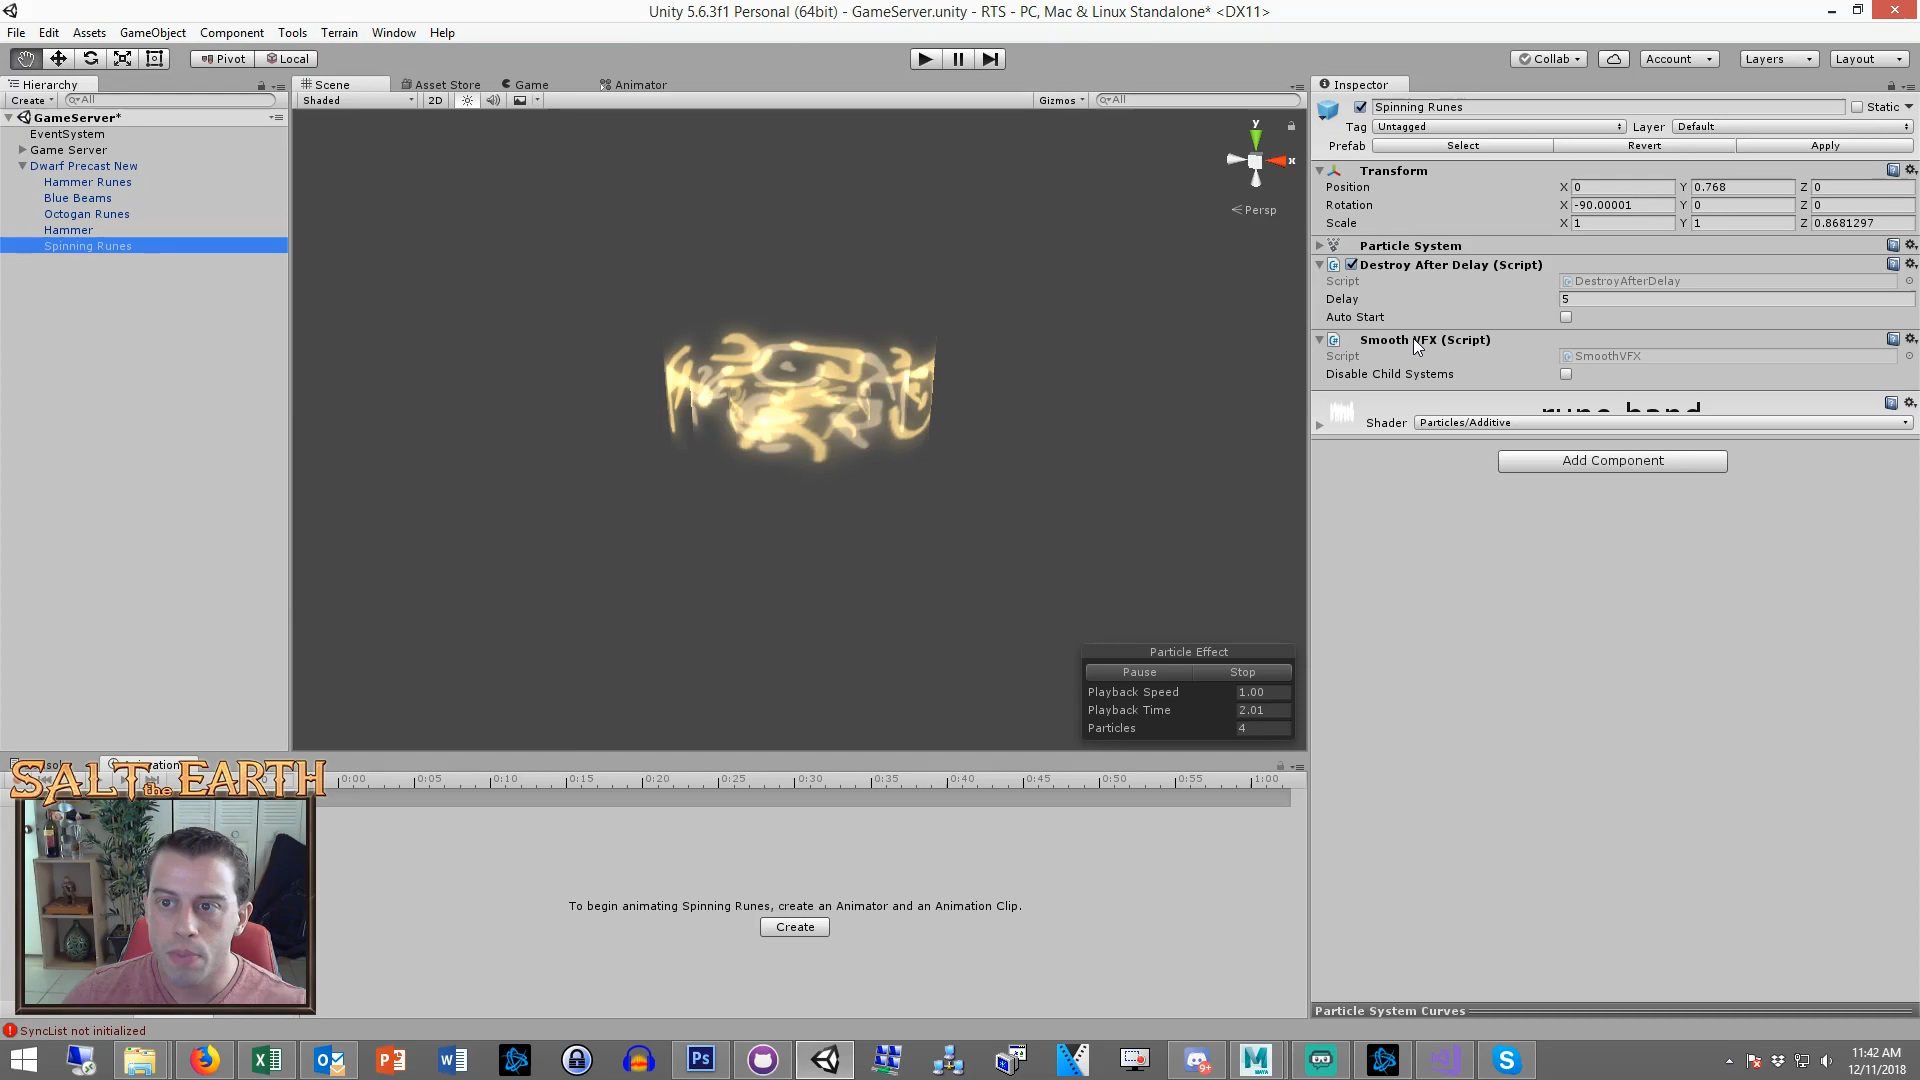 Unity 5.6.3f1 Personal (64bit) - GameServer.unity - RTS - PC, Mac & Linux Standalone* <DX11>
File Edit Assets GameObject Component Tools Terrain Window Help
Pivot Local Collab Account Layers Layout
Hierarchy Scene Asset Store Game Animator Inspector
Create All Shaded 2D Gizmos All
GameServer*
EventSystem
Game Server
Dwarf Precast New
Hammer Runes
Blue Beams
Octogan Runes
Hammer
Spinning Runes
y
x
Persp
Spinning Runes Static
Tag Untagged Layer Default
Prefab Select Revert Apply
Transform
Position X 0 Y 0.768 Z 0
Rotation X -90.00001 Y 0 Z 0
Scale X 1 Y 1 Z 0.8681297
Particle System
Destroy After Delay (Script)
Script DestroyAfterDelay
Delay 5
Auto Start
Smooth VFX (Script)
Script SmoothVFX
Disable Child Systems
Shader Particles/Additive
Add Component
Particle Effect
Pause Stop
Playback Speed 1.00
Playback Time 2.01
Particles 4
SALT the EARTH
0:00 0:05 0:10 0:15 0:20 0:25 0:30 0:35 0:40 0:45 0:50 0:55 1:00
To begin animating Spinning Runes, create an Animator and an Animation Clip.
Create
Particle System Curves
SyncList not initialized
9+
11:42 AM
12/11/2018